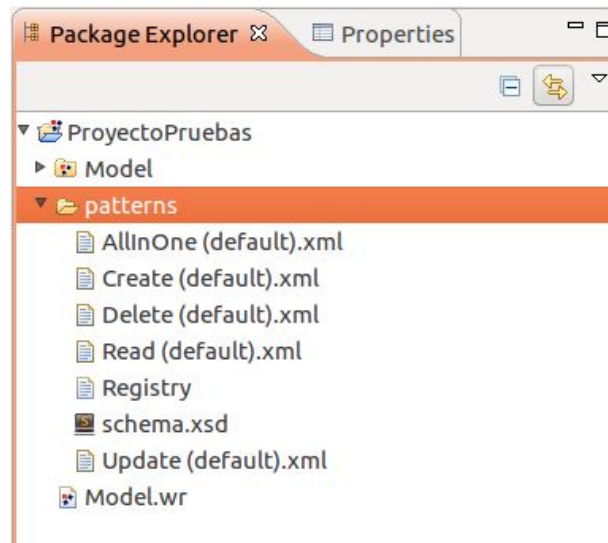 Package Explorer Properties
ProyectoPruebas
Model
patterns
AllInOne (default).xml
Create (default).xml
Delete (default).xml
Read (default).xml
Registry
schema.xsd
Update (default).xml
Model.wr